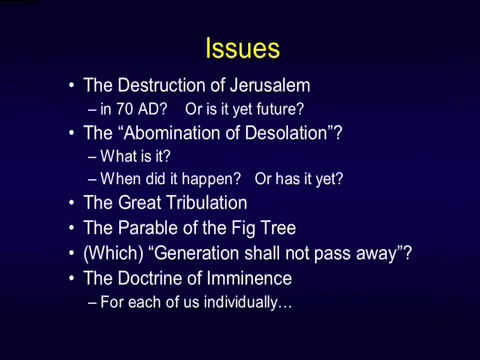 Issues
• The Destruction of Jerusalem
– in 70 AD? Or is it yet future?
• The “Abomination of Desolation”?
– What is it?
– When did it happen? Or has it yet?
• The Great Tribulation
• The Parable of the Fig Tree
• (Which) “Generation shall not pass away”?
• The Doctrine of Imminence
– For each of us individually…